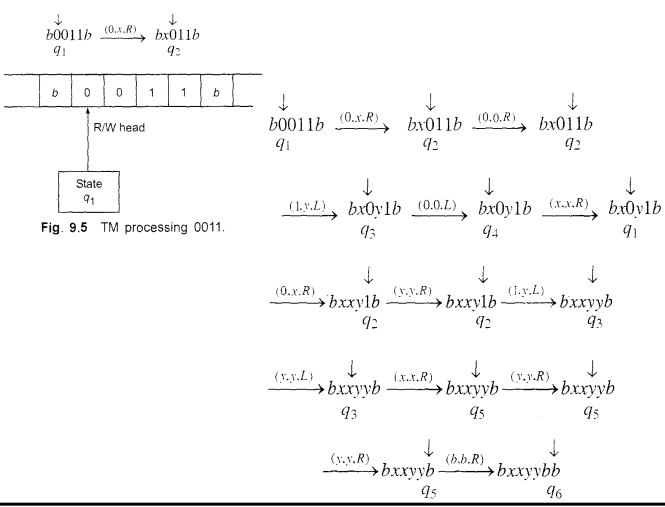 ↓ ↓
b0011b (0,x,R)→ bx011b
q1 q2
b 0 0 1 1 b
R/W head
State
q1
Fig. 9.5 TM processing 0011.
↓ ↓ ↓
b0011b (0,x,R)→ bx011b (0,0,R)→ bx011b
q1 q2 q2
↓ ↓ ↓
(1,y,L)→ bx0y1b (0,0,L)→ bx0y1b (x,x,R)→ bx0y1b
q3 q4 q1
↓ ↓ ↓
(0,x,R)→ bxxy1b (y,y,R)→ bxxy1b (1,y,L)→ bxxyyb
q2 q2 q3
↓ ↓ ↓
(y,y,L)→ bxxyyb (x,x,R)→ bxxyyb (y,y,R)→ bxxyyb
q3 q5 q5
↓ ↓
(y,y,R)→ bxxyyb (b,b,R)→ bxxyybb
q5 q6